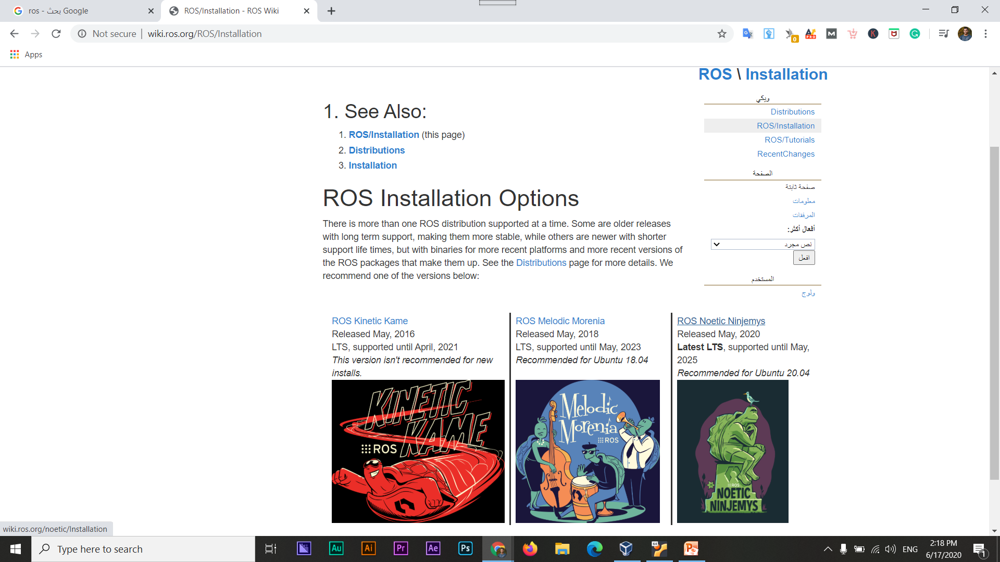 ros - بحث Google
ROS/Installation - ROS Wiki
Not secure
wiki.ros.org/ROS/Installation
0
PRO
M
K
Apps
ROS \ Installation
ويكي
Distributions
ROS/Installation
ROS/Tutorials
RecentChanges
الصفحة
صفحة ثابتة
معلومات
المرفقات
أفعال أكثر:
نص مجرد
افعل
المستخدم
ولوج
1. See Also:
1. ROS/Installation (this page)
2. Distributions
3. Installation
ROS Installation Options
There is more than one ROS distribution supported at a time. Some are older releases
with long term support, making them more stable, while others are newer with shorter
support life times, but with binaries for more recent platforms and more recent versions of
the ROS packages that make them up. See the Distributions page for more details. We
recommend one of the versions below:
ROS Kinetic Kame
Released May, 2016
LTS, supported until April, 2021
This version isn't recommended for new
installs.
KINETIC
KAME
ROS
ROS Melodic Morenia
Released May, 2018
LTS, supported until May, 2023
Recommended for Ubuntu 18.04
Melodic
Morenia
ROS
ROS Noetic Ninjemys
Released May, 2020
Latest LTS, supported until May,
2025
Recommended for Ubuntu 20.04
ROS
NOETIC
NINJEMYS
wiki.ros.org/noetic/Installation
Type here to search
Au
Ai
Pr
Ae
Ps
64
ENG
2:18 PM
6/17/2020
1